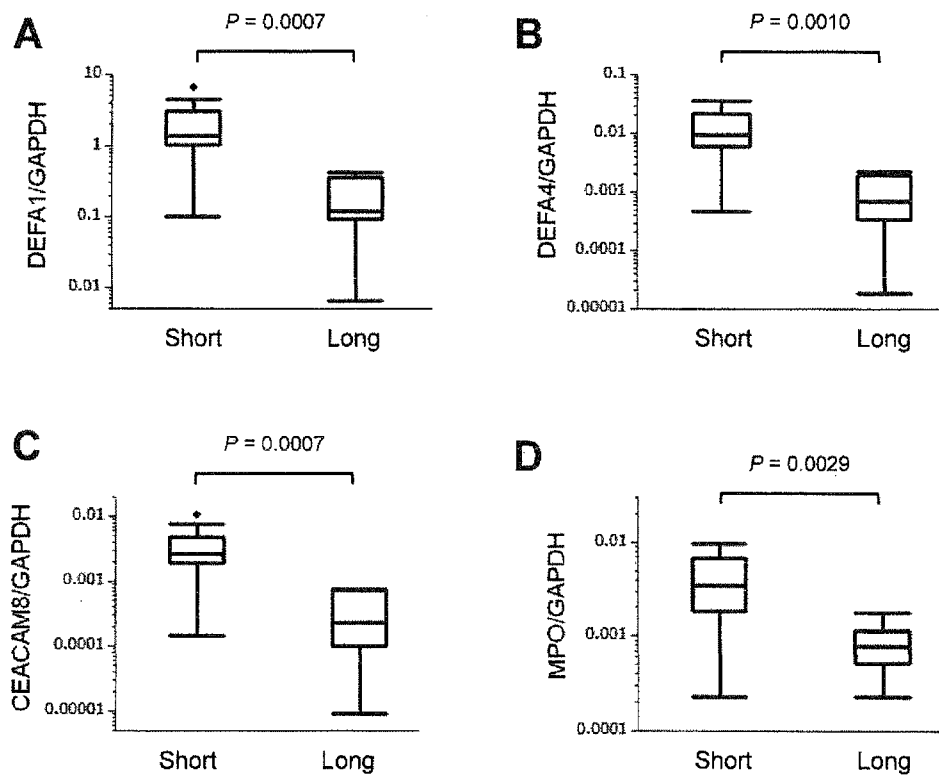 A
P = 0.0007
DEFA1/GAPDH
10
1
0.1
0.01
Short Long
B
P = 0.0010
DEFA4/GAPDH
0.1
0.01
0.001
0.0001
0.00001
Short Long
C
P = 0.0007
CEACAM8/GAPDH
0.01
0.001
0.0001
0.00001
Short Long
D
P = 0.0029
MPO/GAPDH
0.01
0.001
0.0001
Short Long